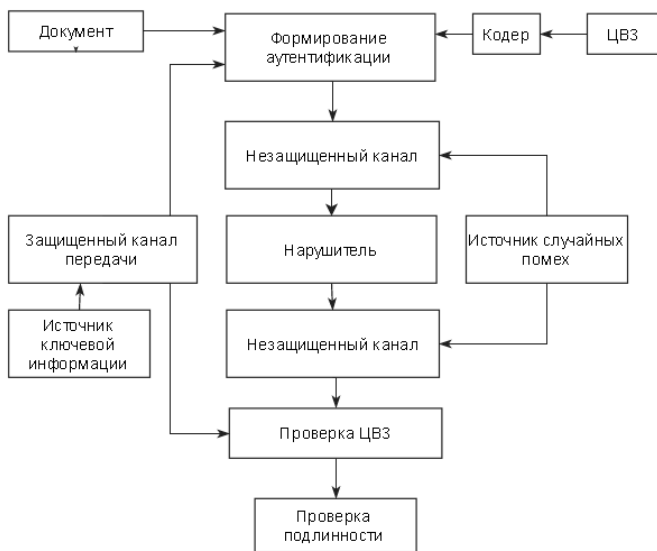 Документ
Формирование
аутентификации
Кодер
ЦВЗ
Незащищенный канал
Защищенный канал
передачи
Нарушитель
Источник случайных
помех
Источник
ключевой
информации
Незащищенный канал
Проверка ЦВЗ
Проверка
подлинности